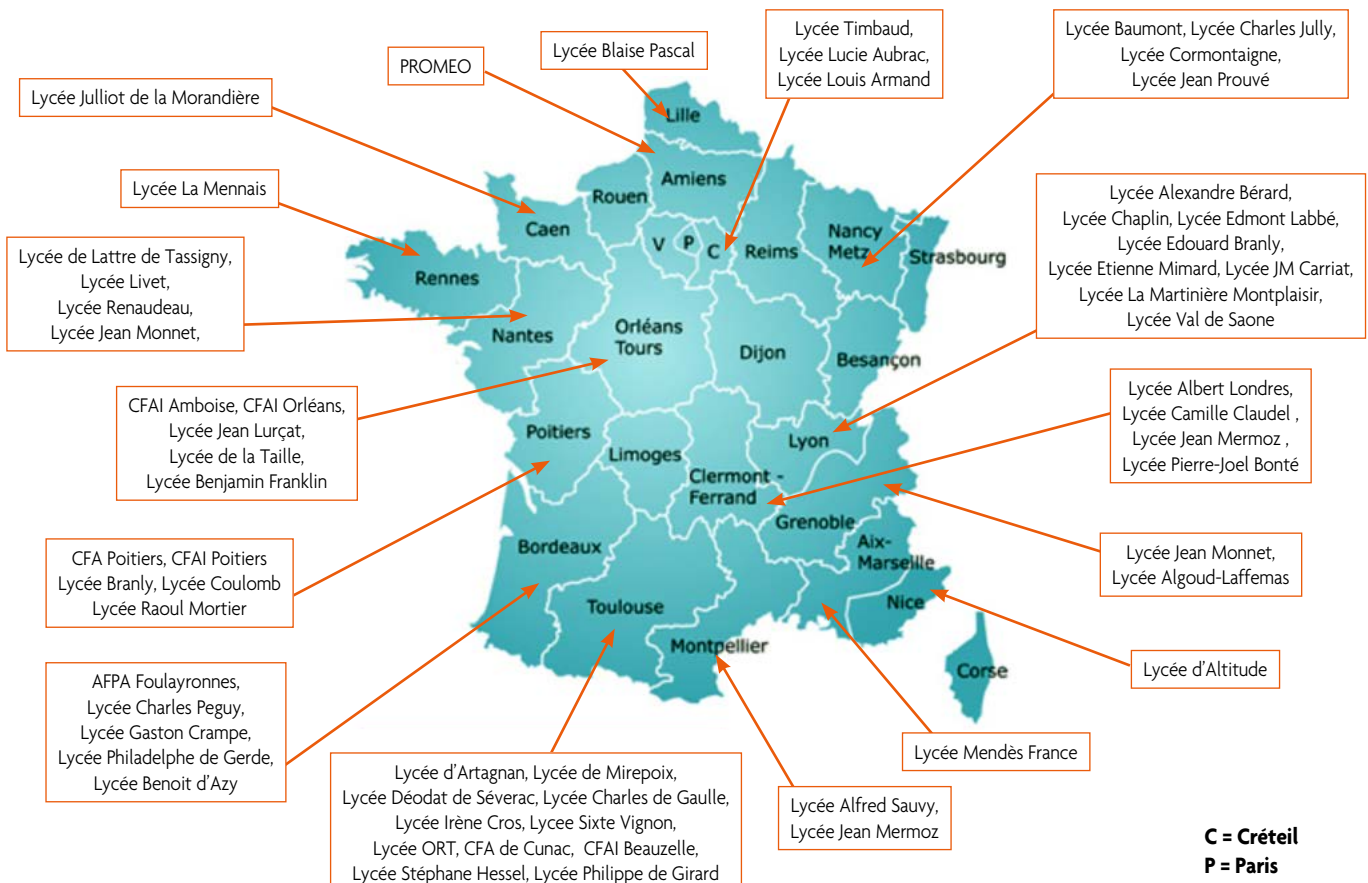 Lycée Timbaud,
Lycée Lucie Aubrac,
Lycée Louis Armand
Lycée Baumont, Lycée Charles Jully,
Lycée Cormontaigne,
Lycée Jean Prouvé
Lycée Blaise Pascal
PROMEO
Lycée Julliot de la Morandière
Lycée La Mennais
Lycée de Lattre de Tassigny,
Lycée Livet,
Lycée Renaudeau,
Lycée Jean Monnet,
Lycée Alexandre Bérard,
Lycée Chaplin, Lycée Edmont Labbé,
Lycée Edouard Branly,
Lycée Etienne Mimard, Lycée JM Carriat,
Lycée La Martinière Montplaisir,
Lycée Val de Saone
Lille
Amiens
Rouen
Caen
V
P
C
Reims
Nancy
Metz
Strasbourg
Rennes
Nantes
Orléans
Tours
Dijon
Besançon
CFAI Amboise, CFAI Orléans,
Lycée Jean Lurçat,
Lycée de la Taille,
Lycée Benjamin Franklin
Poitiers
Limoges
Clermont -
Ferrand
Lyon
Grenoble
Lycée Albert Londres,
Lycée Camille Claudel ,
Lycée Jean Mermoz ,
Lycée Pierre-Joel Bonté
CFA Poitiers, CFAI Poitiers
Lycée Branly, Lycée Coulomb
Lycée Raoul Mortier
Bordeaux
Toulouse
Montpellier
Aix-
Marseille
Nice
Corse
Lycée Jean Monnet,
Lycée Algoud-Laffemas
Lycée d'Altitude
AFPA Foulayronnes,
Lycée Charles Peguy,
Lycée Gaston Crampe,
Lycée Philadelphe de Gerde,
Lycée Benoit d'Azy
Lycée Mendès France
Lycée d'Artagnan, Lycée de Mirepoix,
Lycée Déodat de Séverac, Lycée Charles de Gaulle,
Lycée Irène Cros, Lycee Sixte Vignon,
Lycée ORT, CFA de Cunac, CFAI Beauzelle,
Lycée Stéphane Hessel, Lycée Philippe de Girard
Lycée Alfred Sauvy,
Lycée Jean Mermoz
C = Créteil
P = Paris